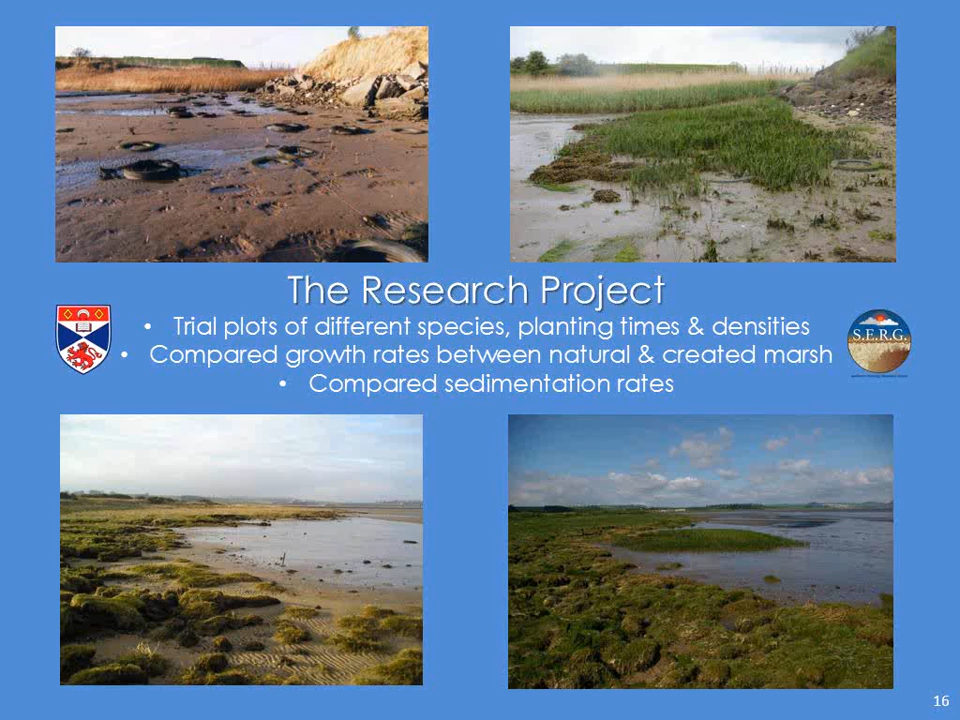 The Research Project
• Trial plots of different species, planting times & densities
• Compared growth rates between natural & created marsh
• Compared sedimentation rates
S.E.R.G.
16